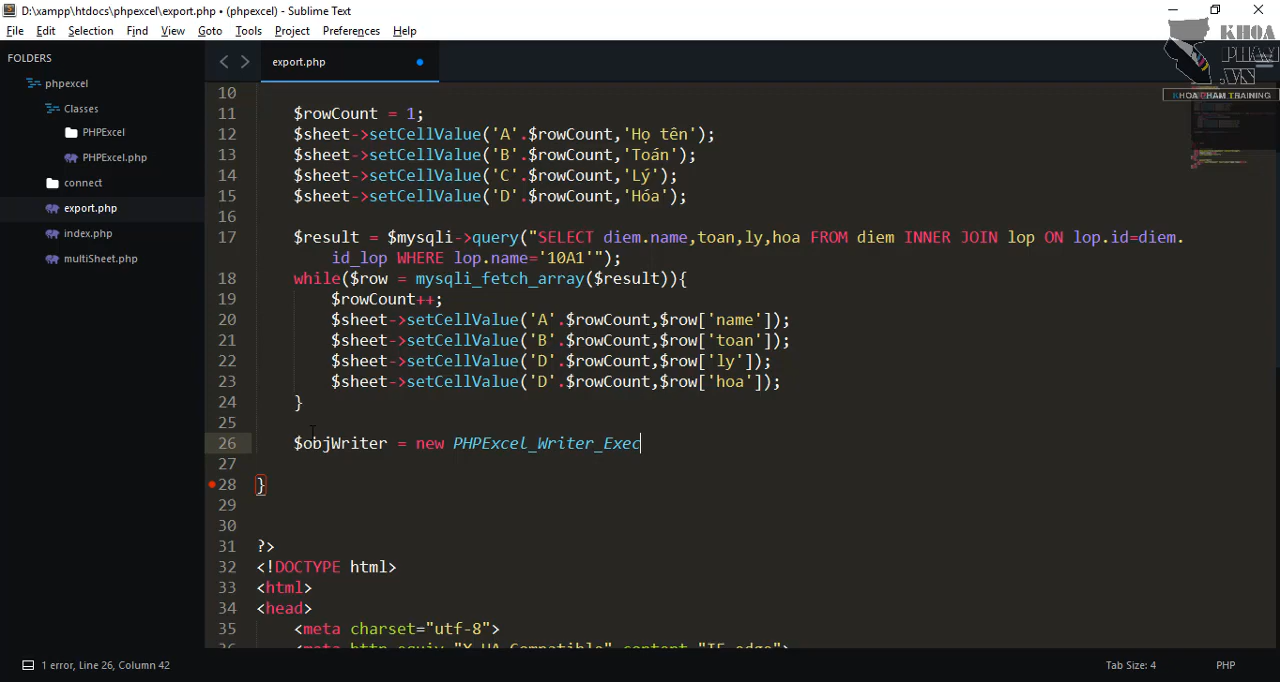 D:\xampp\htdocs\phpexcel\export.php • (phpexcel) - Sublime Text
File Edit Selection Find View Goto Tools Project Preferences Help
KHOA
PHAM
.VN
KHOA PHAM TRAINING
FOLDERS
phpexcel
Classes
PHPExcel
PHPExcel.php
connect
export.php
index.php
multiSheet.php
export.php
10
11 $rowCount = 1;
12 $sheet->setCellValue('A'.$rowCount,'Họ tên');
13 $sheet->setCellValue('B'.$rowCount,'Toán');
14 $sheet->setCellValue('C'.$rowCount,'Lý');
15 $sheet->setCellValue('D'.$rowCount,'Hóa');
16
17 $result = $mysqli->query("SELECT diem.name,toan,ly,hoa FROM diem INNER JOIN lop ON lop.id=diem.
id_lop WHERE lop.name='10A1'");
18 while($row = mysqli_fetch_array($result)){
19 $rowCount++;
20 $sheet->setCellValue('A'.$rowCount,$row['name']);
21 $sheet->setCellValue('B'.$rowCount,$row['toan']);
22 $sheet->setCellValue('D'.$rowCount,$row['ly']);
23 $sheet->setCellValue('D'.$rowCount,$row['hoa']);
24 }
25
26 $objWriter = new PHPExcel_Writer_Exec
27
28 }
29
30
31 ?>
32 <!DOCTYPE html>
33 <html>
34 <head>
35 <meta charset="utf-8">
36 <meta http-equiv="X-UA-Compatible" content="IE=edge">
1 error, Line 26, Column 42
Tab Size: 4
PHP